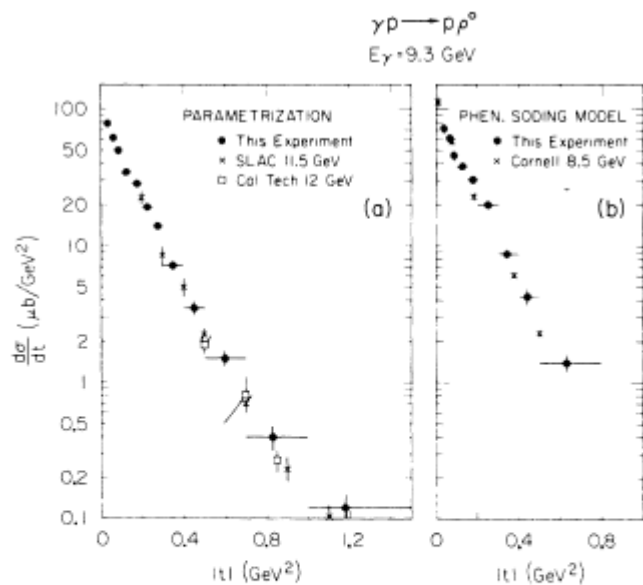 γp → pρ⁰
Eγ = 9.3 GeV
PARAMETRIZATION
• This Experiment
× SLAC 11.5 GeV
□ Cal Tech 12 GeV
(a)
PHEN. SODING MODEL
• This Experiment
× Cornell 8.5 GeV
(b)
dσ/dt (μb/GeV²)
100
50
20
10
5
2
1
0.5
0.2
0.1
0 0.4 0.8 1.2
0 0.4 0.8
|t| (GeV²)
|t| (GeV²)